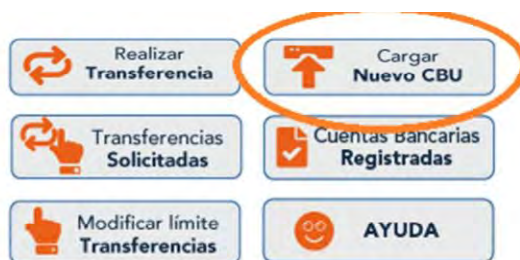 Realizar
Transferencia
Cargar
Nuevo CBU
Transferencias
Solicitadas
Cuentas Bancarias
Registradas
Modificar límite
Transferencias
AYUDA